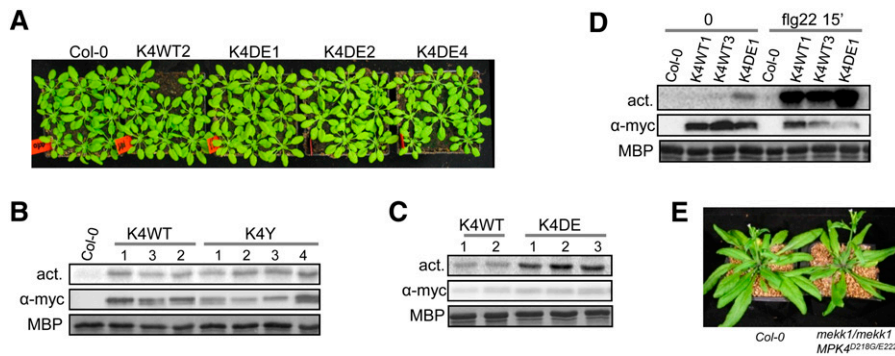 A
Col-0 K4WT2 K4DE1 K4DE2 K4DE4
B
Col-0 K4WT K4Y
1 3 2 1 2 3 4
act.
α-myc
MBP
C
K4WT K4DE
1 2 1 2 3
act.
α-myc
MBP
D
0 flg22 15'
Col-0 K4WT1 K4WT3 K4DE1 Col-0 K4WT1 K4WT3 K4DE1
act.
α-myc
MBP
E
Col-0 mekk1/mekk1
MPK4D218G/E222